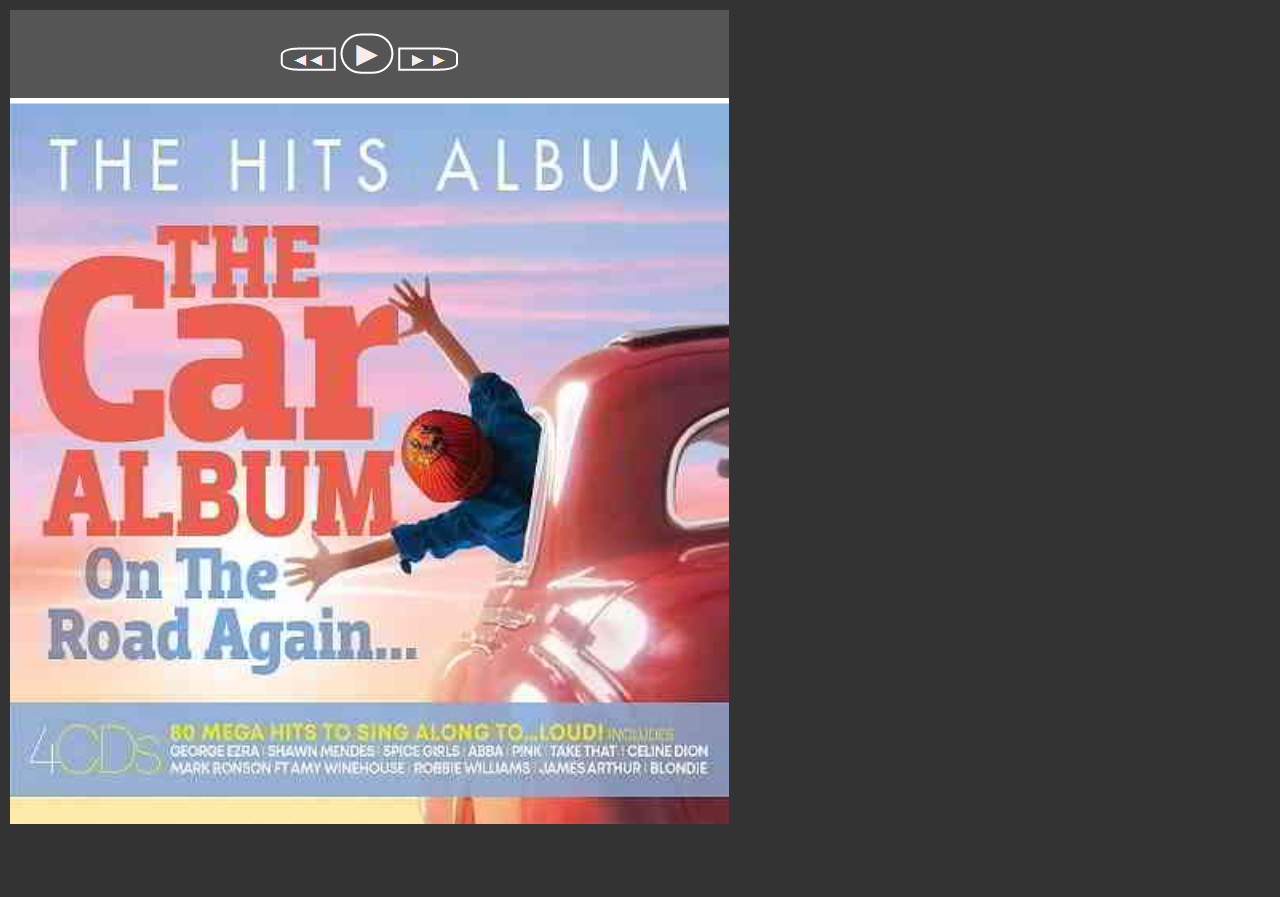 THE HITS ALBUM
THE
Car
ALBUM
On The
Road Again...
4CDs
80 MEGA HITS TO SING ALONG TO...LOUD! INCLUDES
GEORGE EZRA | SHAWN MENDES | SPICE GIRLS | ABBA | P!NK | TAKE THAT | CELINE DION
MARK RONSON FT AMY WINEHOUSE | ROBBIE WILLIAMS | JAMES ARTHUR | BLONDIE